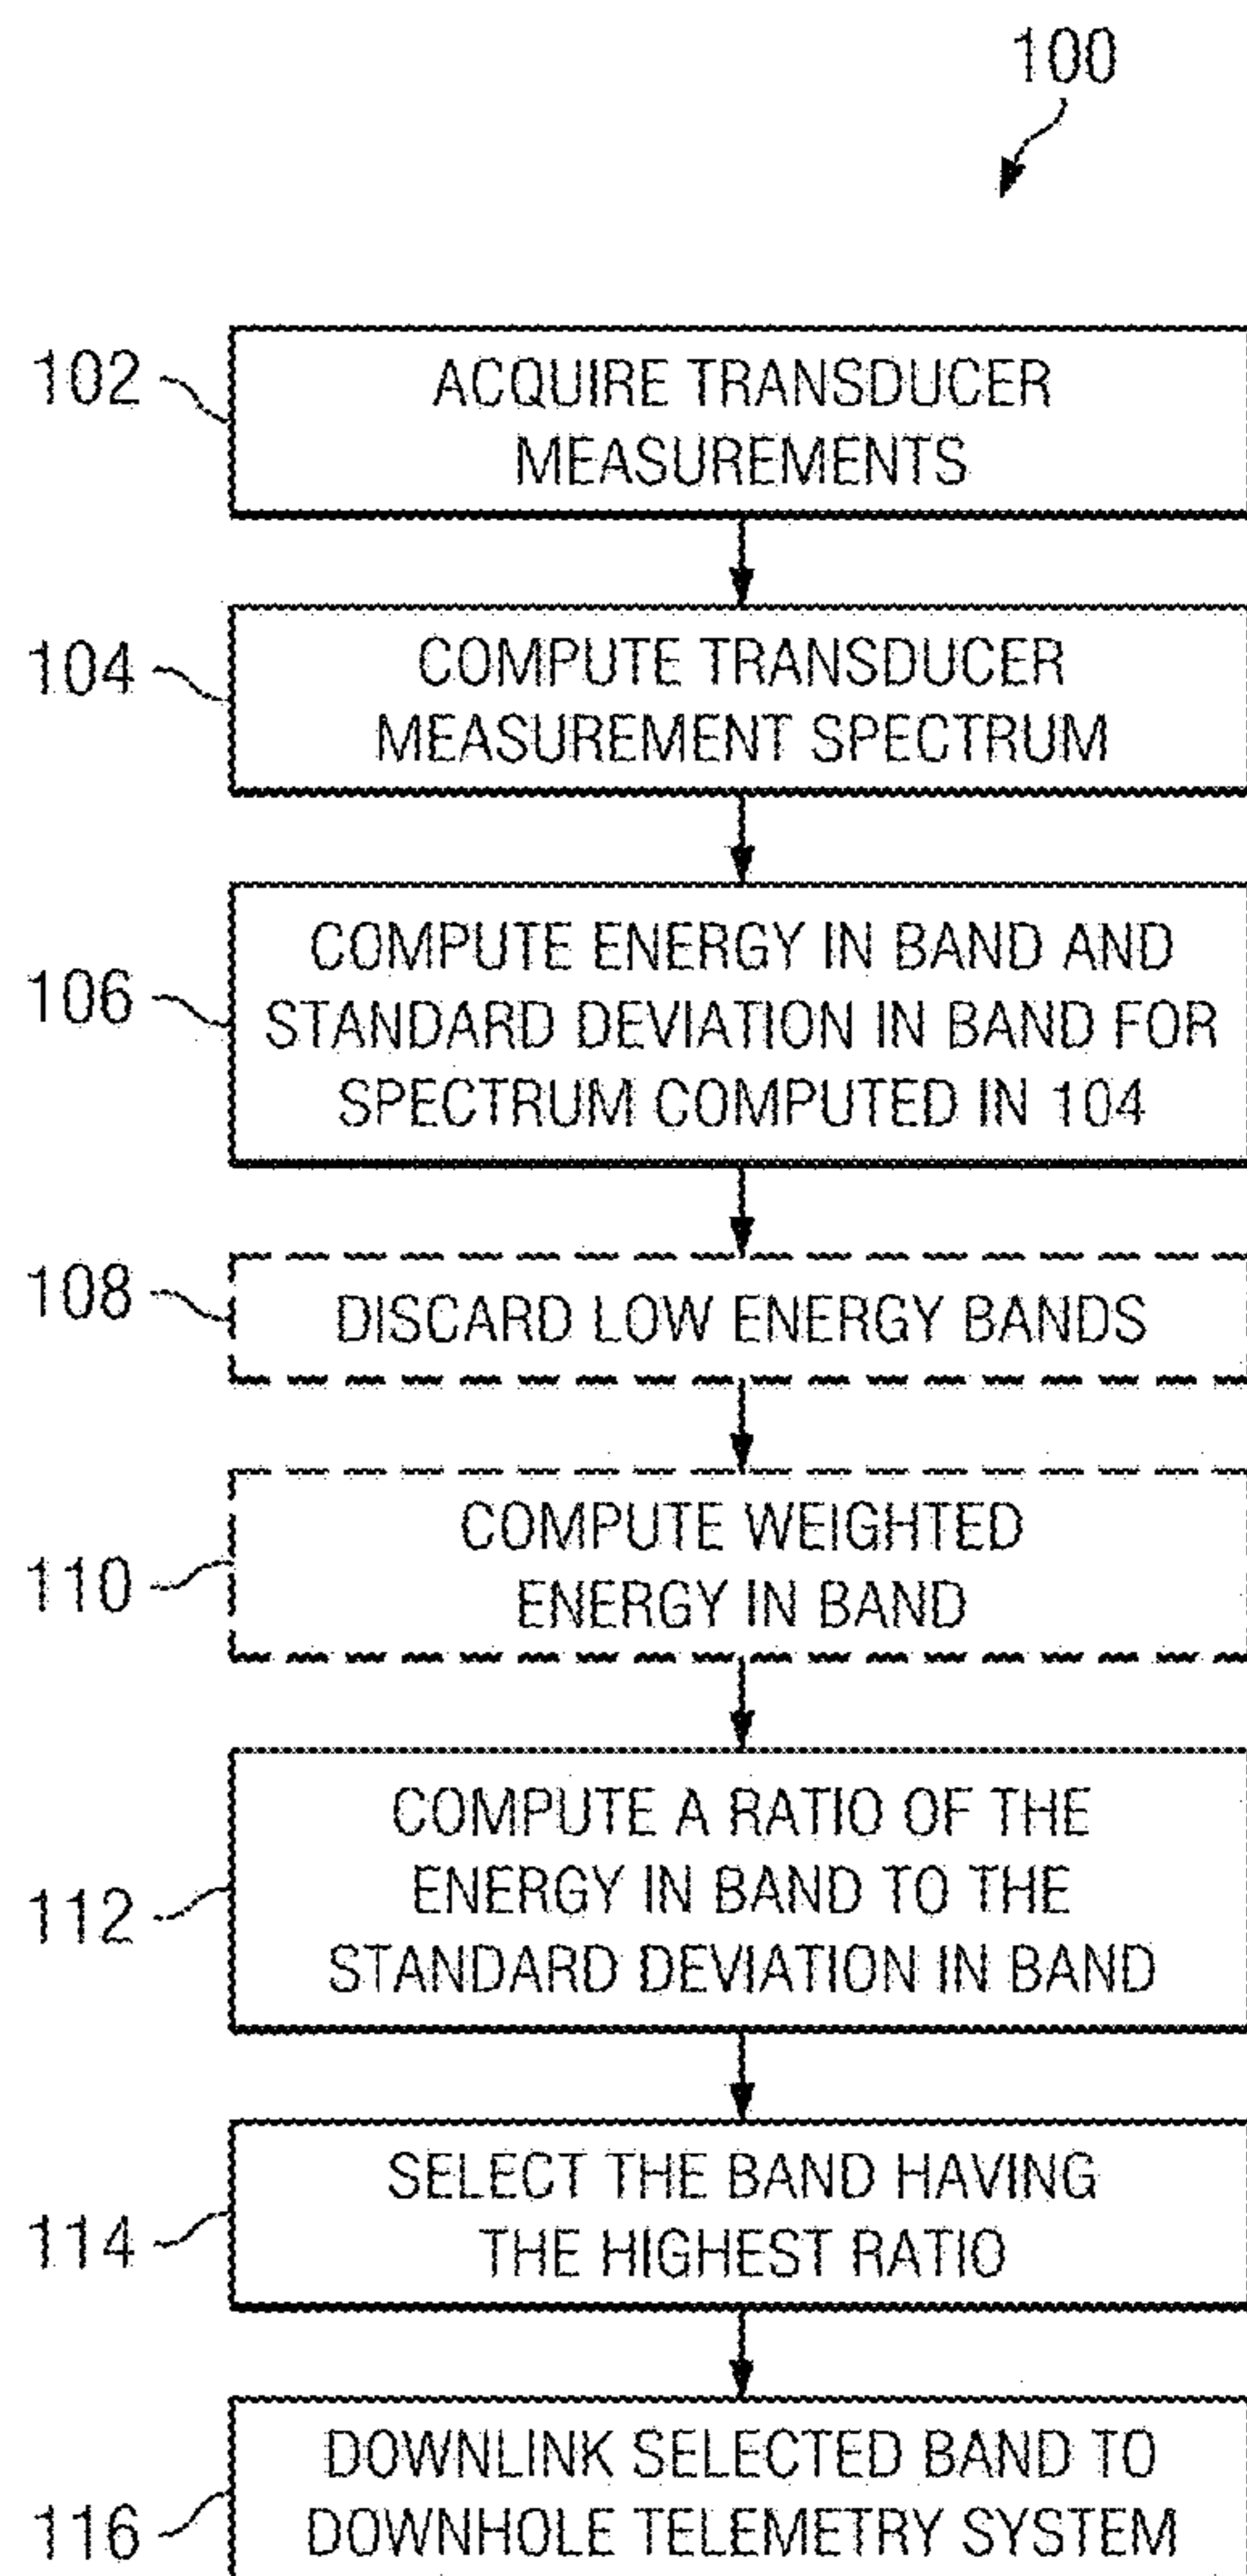 100
102
ACQUIRE TRANSDUCER
MEASUREMENTS
104
COMPUTE TRANSDUCER
MEASUREMENT SPECTRUM
106
COMPUTE ENERGY IN BAND AND
STANDARD DEVIATION IN BAND FOR
SPECTRUM COMPUTED IN 104
108
DISCARD LOW ENERGY BANDS
110
COMPUTE WEIGHTED
ENERGY IN BAND
112
COMPUTE A RATIO OF THE
ENERGY IN BAND TO THE
STANDARD DEVIATION IN BAND
114
SELECT THE BAND HAVING
THE HIGHEST RATIO
116
DOWNLINK SELECTED BAND TO
DOWNHOLE TELEMETRY SYSTEM